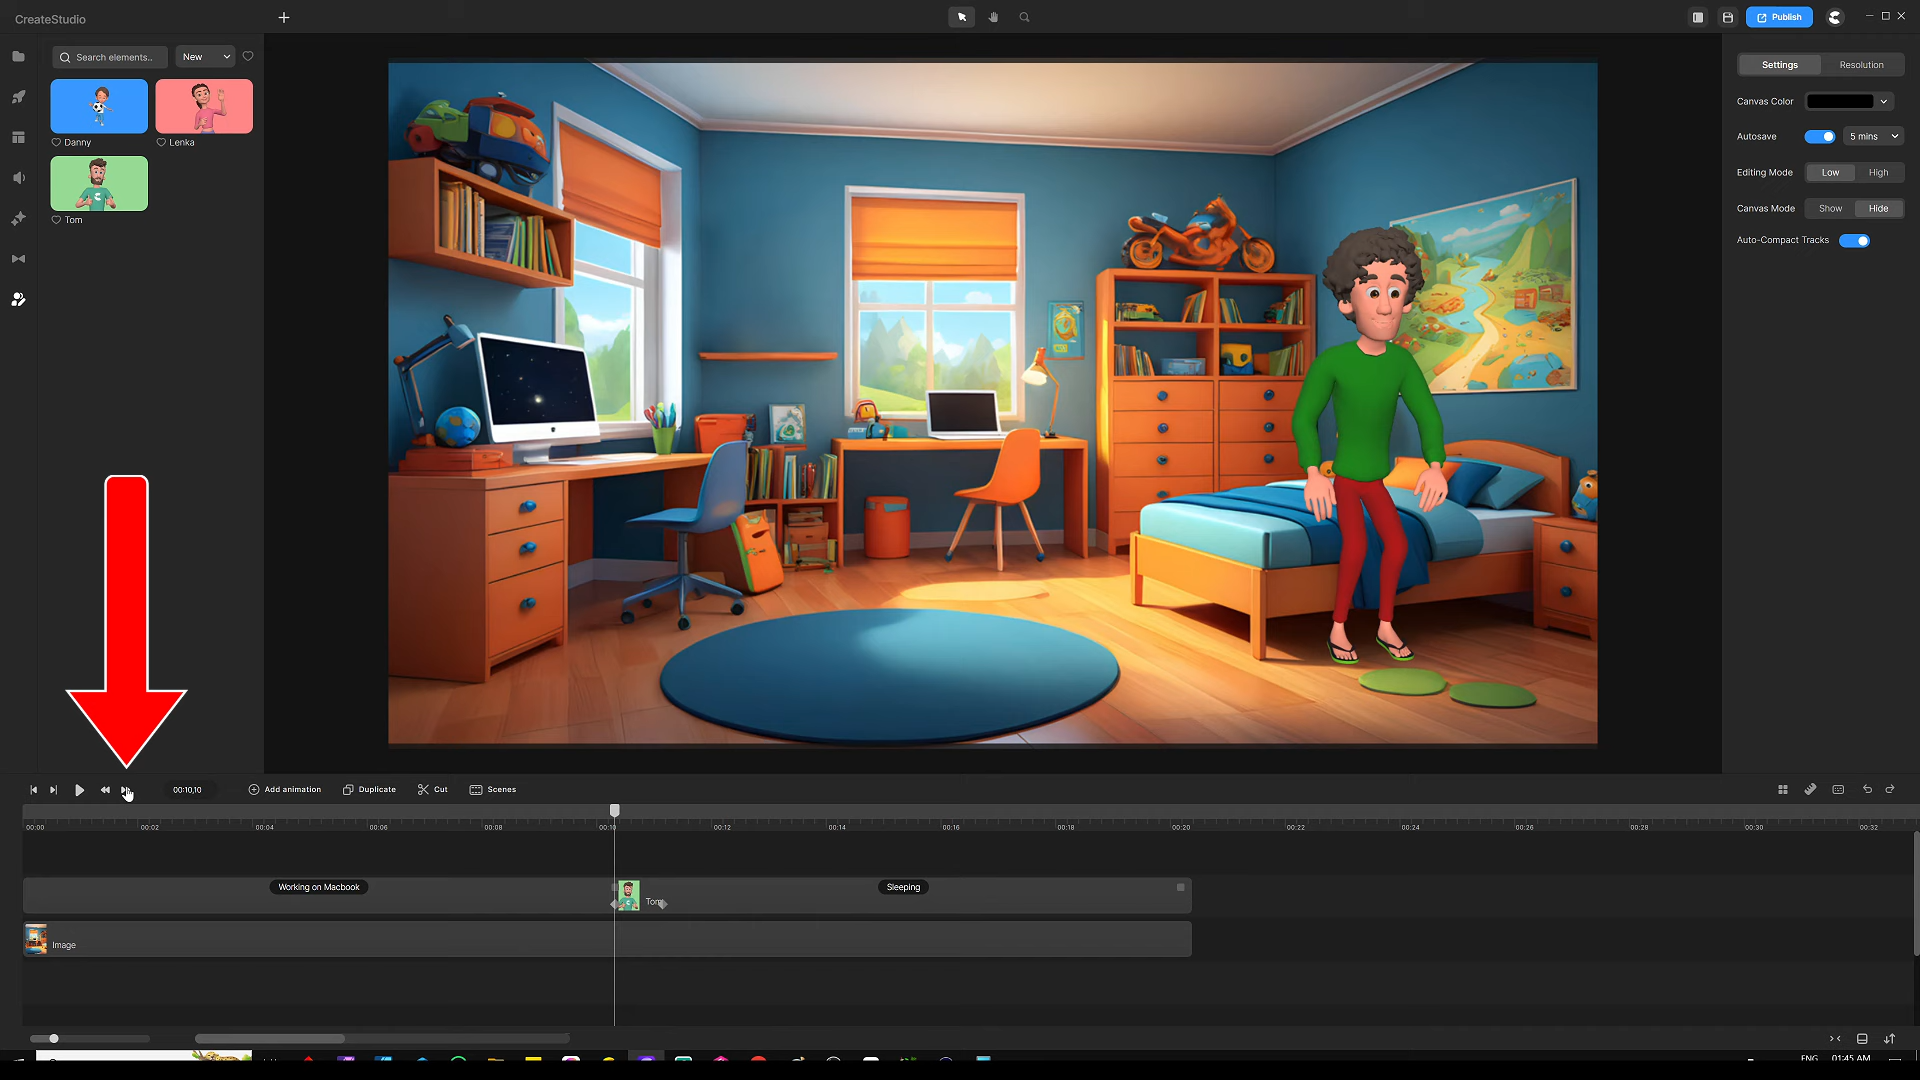 CreateStudio
Publish
Search elements..
New
Settings
Resolution
Danny
Lenka
Tom
Canvas Color
Autosave
5 mins
Editing Mode
Low
High
Canvas Mode
Show
Hide
Auto-Compact Tracks
00:10,10
Add animation
Duplicate
Cut
Scenes
00:00
00:02
00:04
00:06
00:08
00:10
00:12
00:14
00:16
00:18
00:20
00:22
00:24
00:26
00:28
00:30
00:32
Working on Macbook
Sleeping
Tom
Image
ENG
01:45 AM